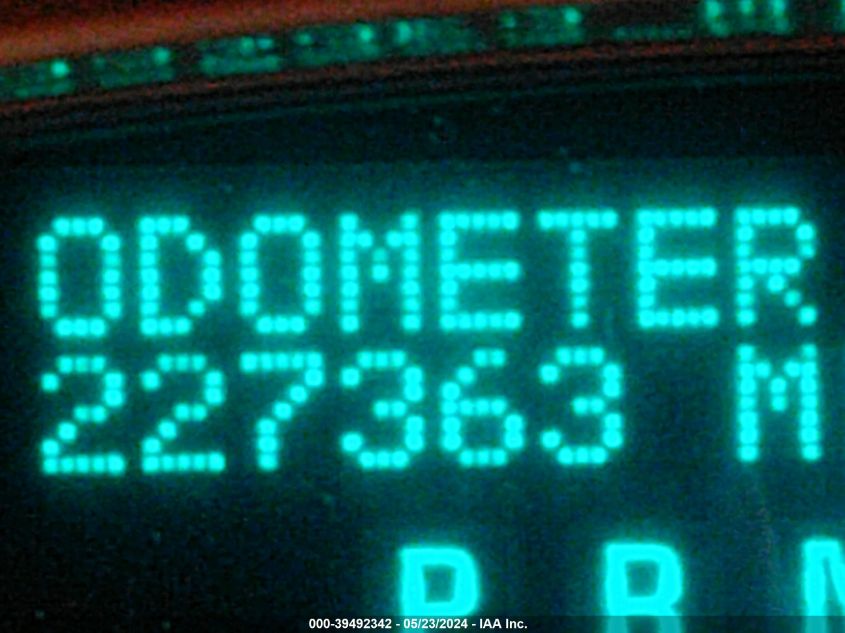 ODOMETER
227363 M
P R N
000-39492342 - 05/23/2024 - IAA Inc.